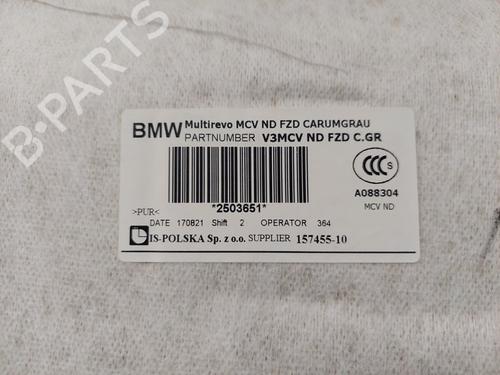 B-PARTS
BMW Multirevo MCV ND FZD CARUMGRAU
PARTNUMBER V3MCV ND FZD C.GR
CCC S
*2503651*
A088304
MCV ND
>PUR<
DATE 170821 Shift 2 OPERATOR 364
IS-POLSKA Sp. z o.o. SUPPLIER 157455-10